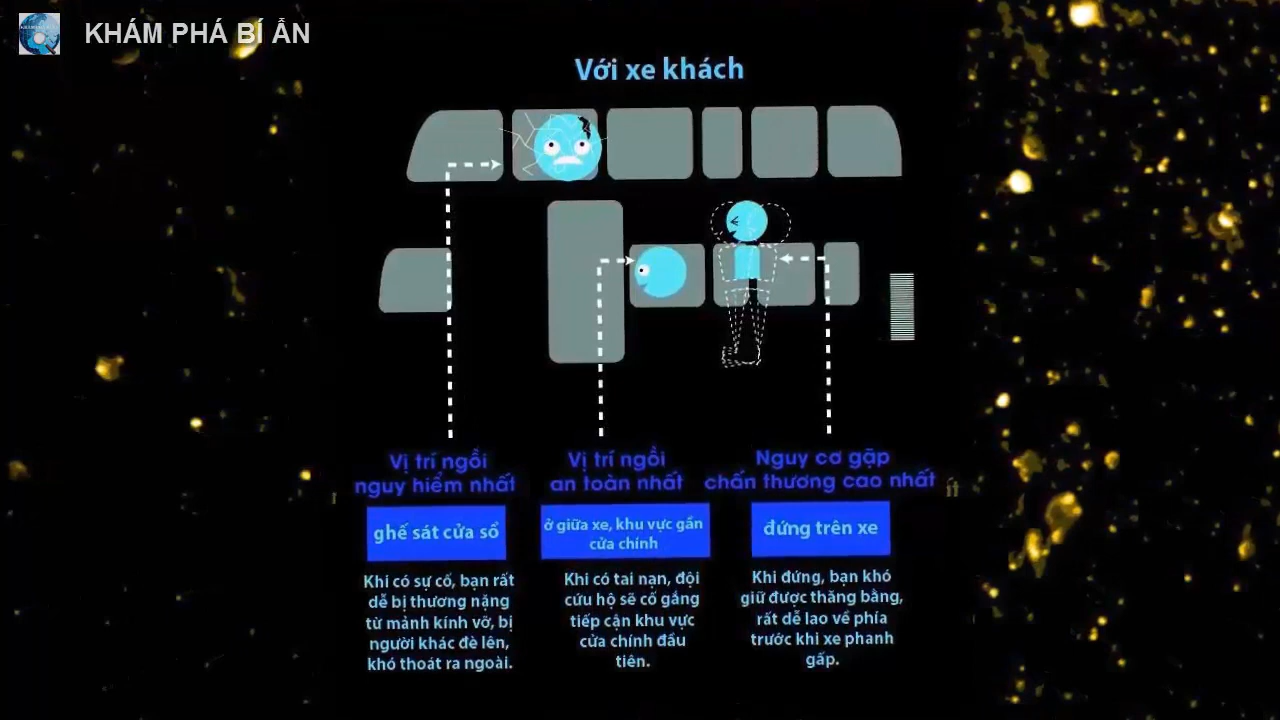 KHÁM PHÁ BÍ ẨN
Với xe khách
Vị trí ngồi
nguy hiểm nhất
ghế sát cửa sổ
Khi có sự cố, bạn rất
dễ bị thương nặng
từ mảnh kính vỡ, bị
người khác đè lên,
khó thoát ra ngoài.
Vị trí ngồi
an toàn nhất
ở giữa xe, khu vực gần
cửa chính
Khi có tai nạn, đội
cứu hộ sẽ cố gắng
tiếp cận khu vực
cửa chính đầu
tiên.
Nguy cơ gặp
chấn thương cao nhất
đứng trên xe
Khi đứng, bạn khó
giữ được thăng bằng,
rất dễ lao về phía
trước khi xe phanh
gấp.